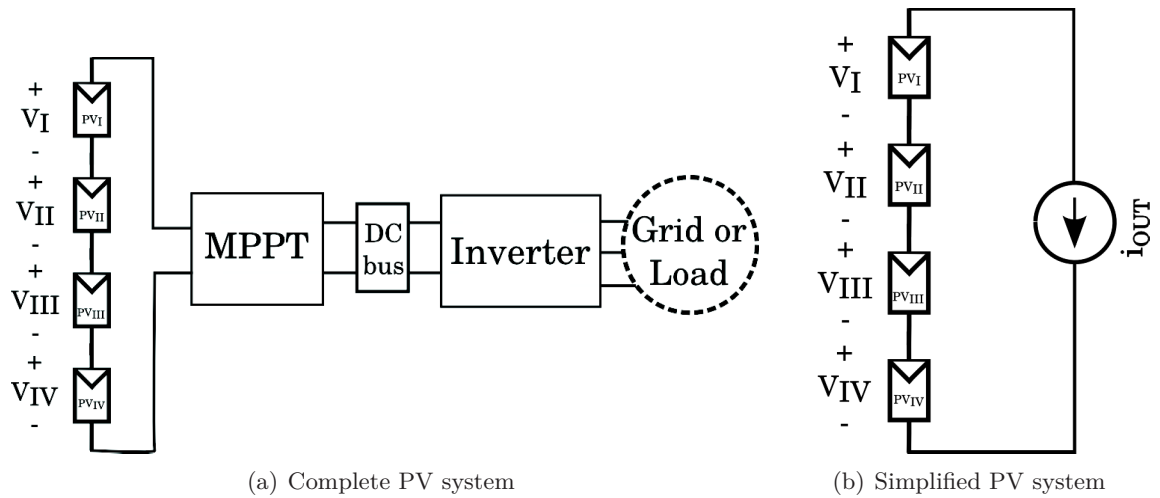 +
VI
-
PVI
+
VII
-
PVII
+
VIII
-
PVIII
+
VIV
-
PVIV
MPPT
DC
bus
Inverter
Grid or
Load
(a) Complete PV system
+
VI
-
PVI
+
VII
-
PVII
+
VIII
-
PVIII
+
VIV
-
PVIV
iOUT
(b) Simplified PV system